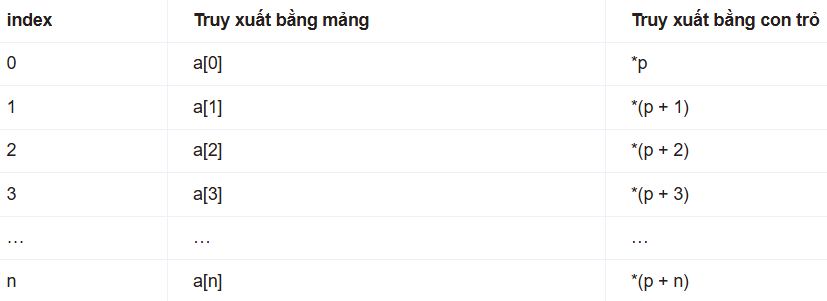 index Truy xuất bằng mảng Truy xuất bằng con trỏ
0 a[0] *p
1 a[1] *(p + 1)
2 a[2] *(p + 2)
3 a[3] *(p + 3)
… … …
n a[n] *(p + n)